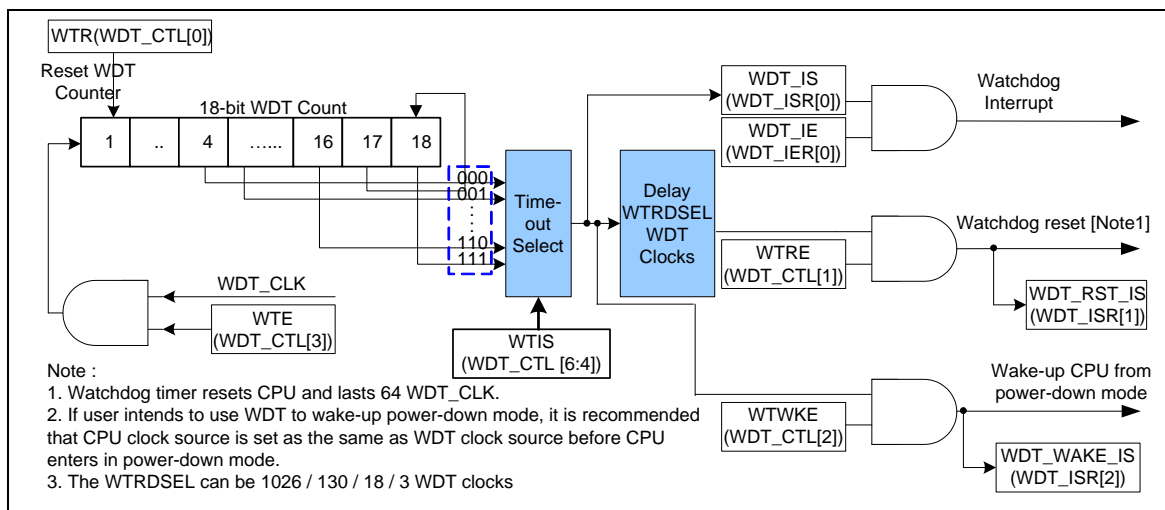 WTR(WDT_CTL[0])
Reset WDT
Counter
18-bit WDT Count
1
..
4
…...
16
17
18
000
001
:
:
110
111
Time-
out
Select
WTIS
(WDT_CTL [6:4])
WDT_CLK
WTE
(WDT_CTL[3])
WDT_IS
(WDT_ISR[0])
WDT_IE
(WDT_IER[0])
Watchdog
Interrupt
Delay
WTRDSEL
WDT
Clocks
WTRE
(WDT_CTL[1])
Watchdog reset [Note1]
WDT_RST_IS
(WDT_ISR[1])
WTWKE
(WDT_CTL[2])
Wake-up CPU from
power-down mode
WDT_WAKE_IS
(WDT_ISR[2])
Note :
1. Watchdog timer resets CPU and lasts 64 WDT_CLK.
2. If user intends to use WDT to wake-up power-down mode, it is recommended
that CPU clock source is set as the same as WDT clock source before CPU
enters in power-down mode.
3. The WTRDSEL can be 1026 / 130 / 18 / 3 WDT clocks